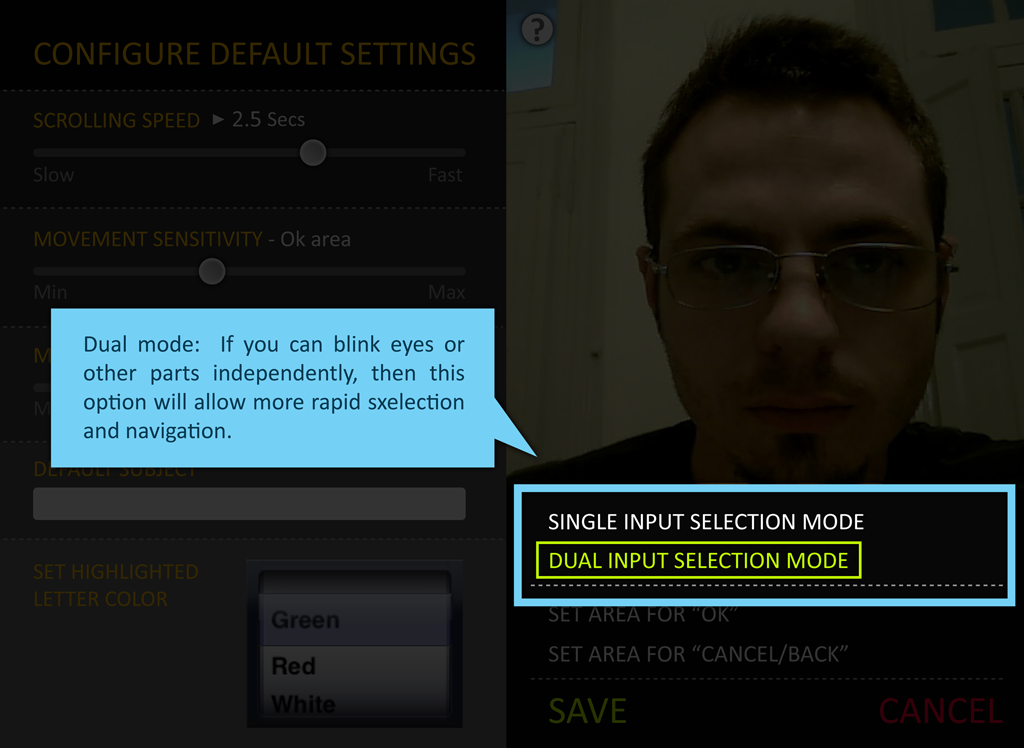 ?
CONFIGURE DEFAULT SETTINGS
SCROLLING SPEED ► 2.5 Secs
Slow Fast
MOVEMENT SENSITIVITY - Ok area
Min Max
M
M
Dual mode: If you can blink eyes or
other parts independently, then this
option will allow more rapid sxelection
and navigation.
DEFAULT SUBJECT
SET HIGHLIGHTED
LETTER COLOR
Green
Red
White
SINGLE INPUT SELECTION MODE
DUAL INPUT SELECTION MODE
SET AREA FOR “OK”
SET AREA FOR “CANCEL/BACK”
SAVE CANCEL